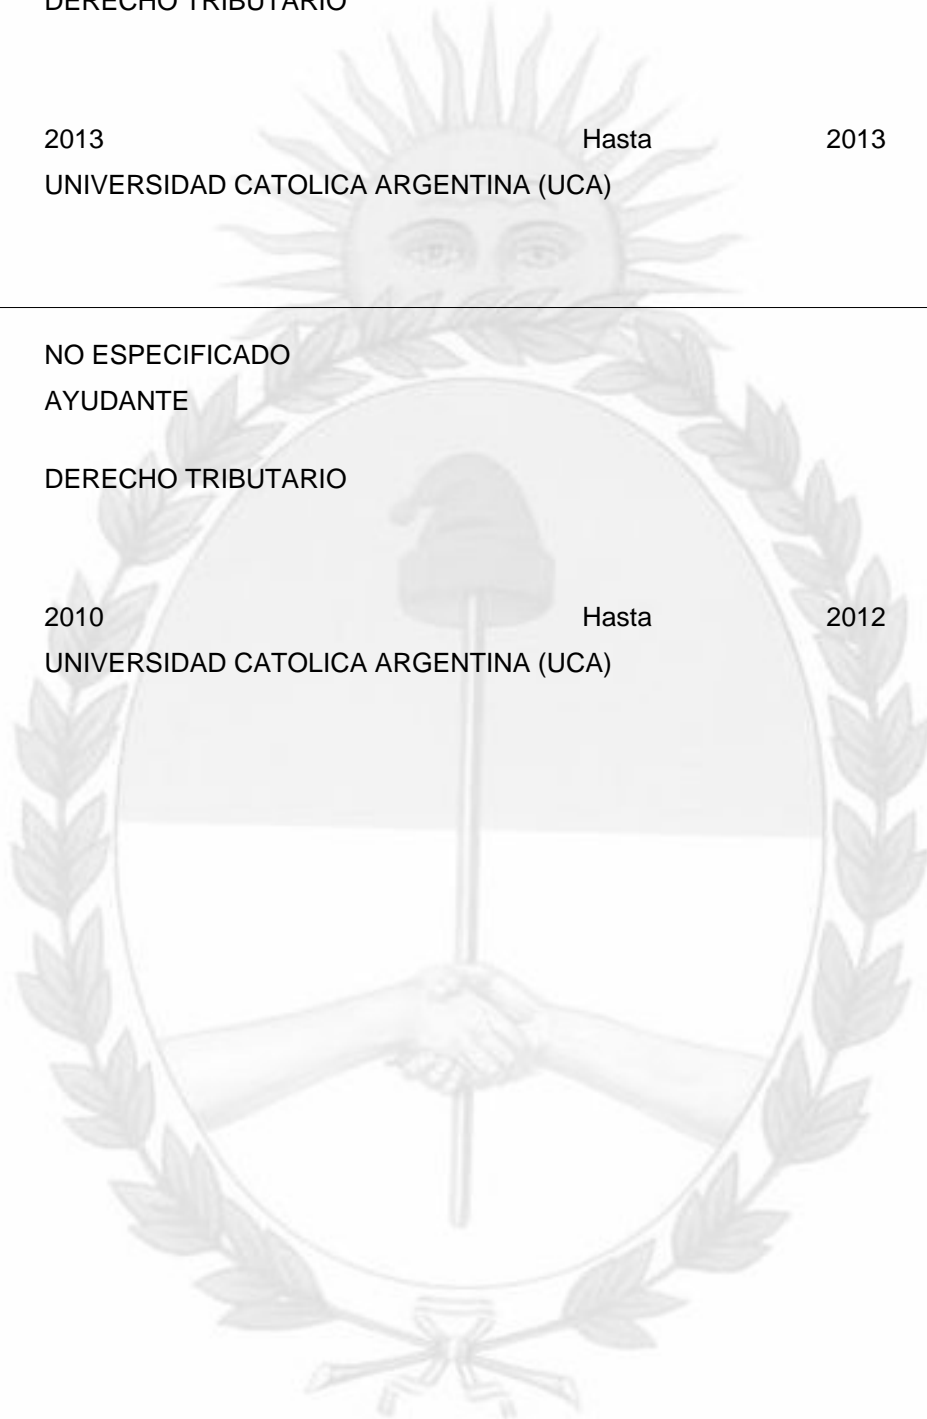 DERECHO TRIBUTARIO
2013 Hasta 2013
UNIVERSIDAD CATOLICA ARGENTINA (UCA)
NO ESPECIFICADO
AYUDANTE
DERECHO TRIBUTARIO
2010 Hasta 2012
UNIVERSIDAD CATOLICA ARGENTINA (UCA)